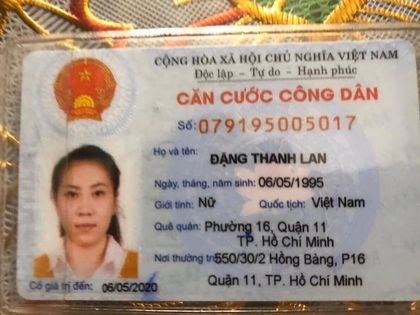 CỘNG HÒA XÃ HỘI CHỦ NGHĨA VIỆT NAM
Độc lập - Tự do - Hạnh phúc
CĂN CƯỚC CÔNG DÂN
Số: 079195005017
Họ và tên:
ĐẶNG THANH LAN
Ngày, tháng, năm sinh: 06/05/1995
Giới tính: Nữ Quốc tịch: Việt Nam
Quê quán: Phường 16, Quận 11
TP. Hồ Chí Minh
Nơi thường trú: 550/30/2 Hồng Bàng, P16
Quận 11, TP. Hồ Chí Minh
Có giá trị đến: 06/05/2020